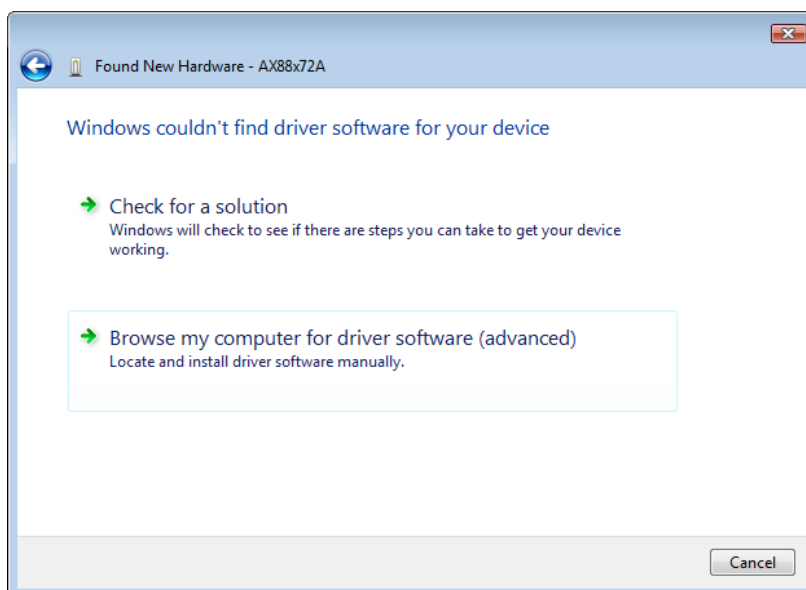 Found New Hardware - AX88x72A
Windows couldn't find driver software for your device
Check for a solution
Windows will check to see if there are steps you can take to get your device
working.
Browse my computer for driver software (advanced)
Locate and install driver software manually.
Cancel